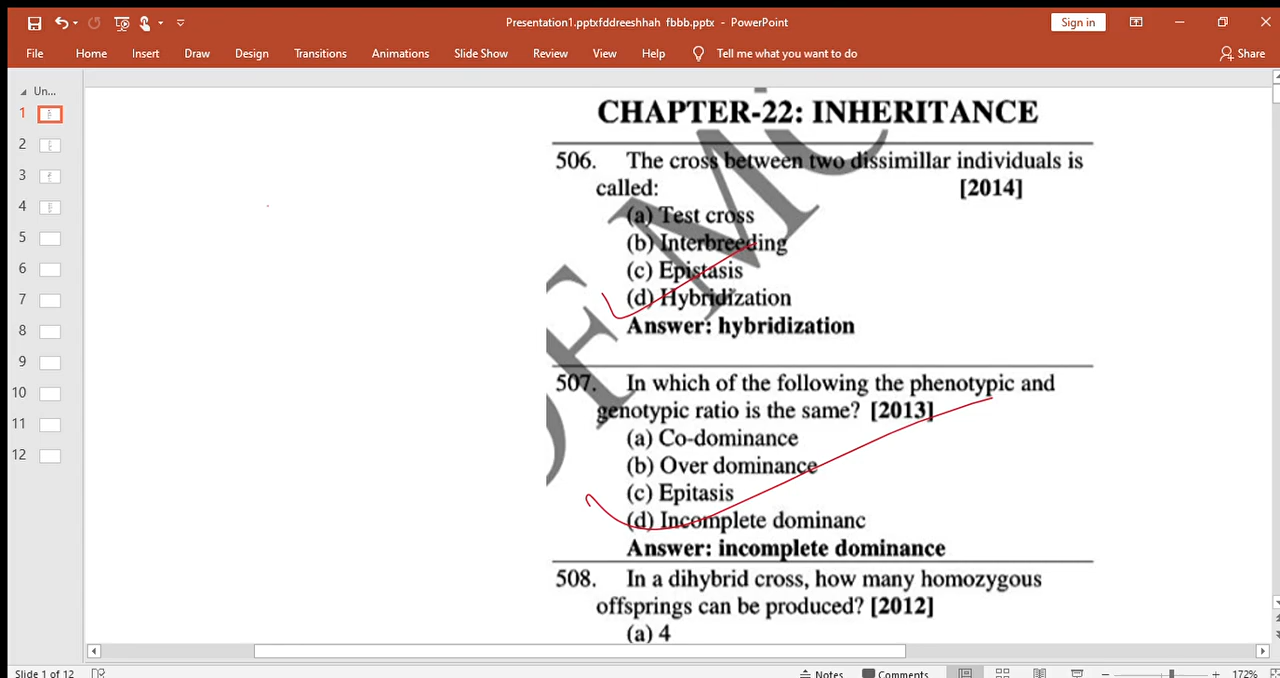 Presentation1.pptxfddreeshhah fbbb.pptx - PowerPoint
Sign in
File Home Insert Draw Design Transitions Animations Slide Show Review View Help Tell me what you want to do Share
Un...
1
2
3
4
5
6
7
8
9
10
11
12
CHAPTER-22: INHERITANCE
506. The cross between two dissimillar individuals is
called: [2014]
(a) Test cross
(b) Interbreeding
(c) Epistasis
(d) Hybridization
Answer: hybridization
507. In which of the following the phenotypic and
genotypic ratio is the same? [2013]
(a) Co-dominance
(b) Over dominance
(c) Epitasis
(d) Incomplete dominanc
Answer: incomplete dominance
508. In a dihybrid cross, how many homozygous
offsprings can be produced? [2012]
(a) 4
Slide 1 of 12 Notes Comments 172%